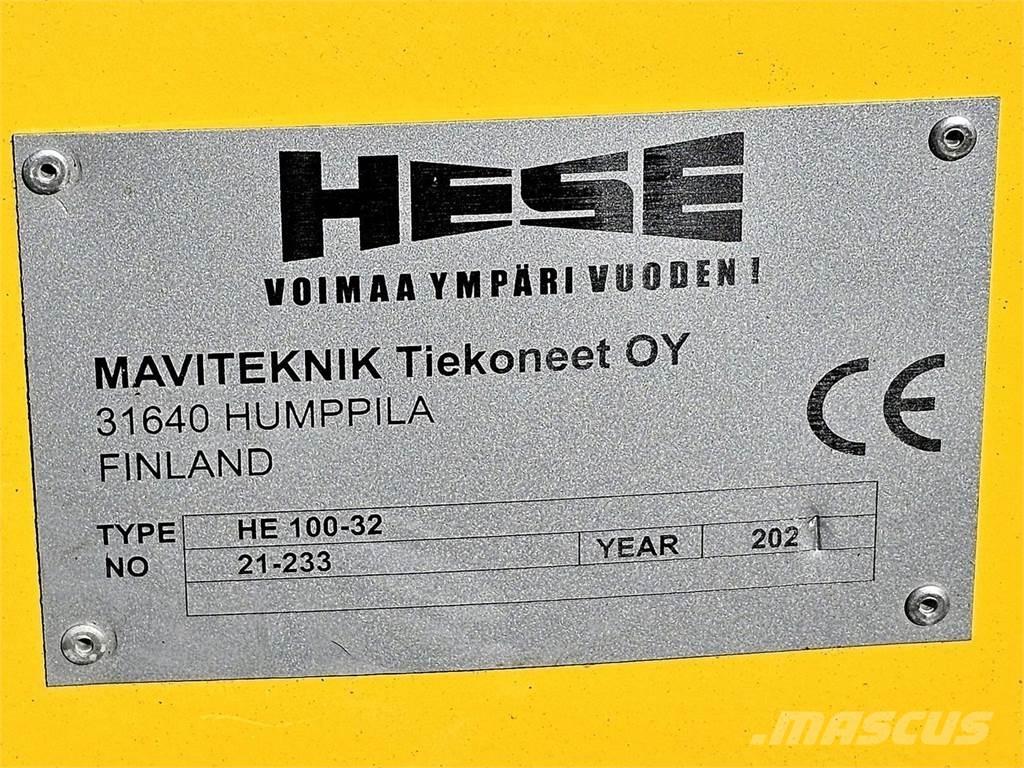 HESE
VOIMAA YMPÄRI VUODEN !
MAVITEKNIK Tiekoneet OY
31640 HUMPPILA
FINLAND
CE
TYPE HE 100-32
NO 21-233 YEAR 2021
MASCUS